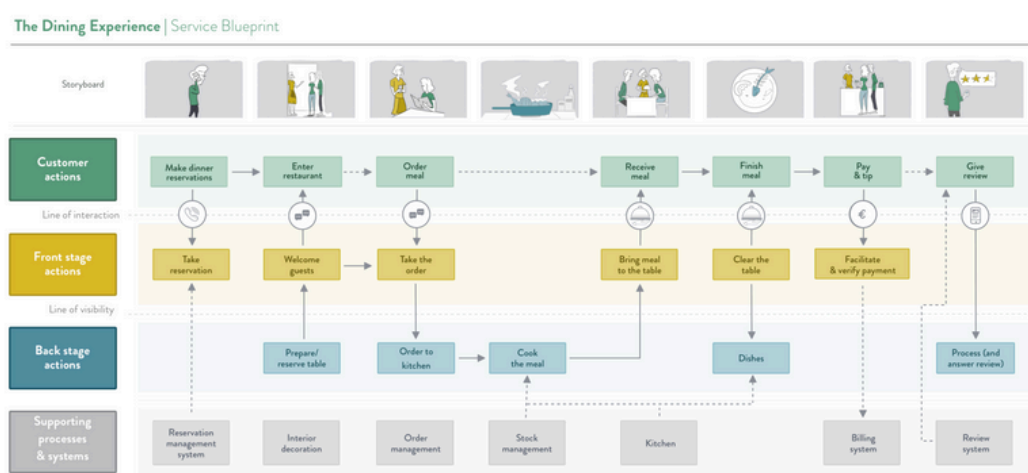 The Dining Experience | Service Blueprint
Storyboard
Customer
actions
Make dinner
reservations
Enter
restaurant
Order
meal
Receive
meal
Finish
meal
Pay
& tip
Give
review
Line of interaction
€
Front stage
actions
Take
reservation
Welcome
guests
Take the
order
Bring meal
to the table
Clear the
table
Facilitate
& verify payment
Line of visibility
Back stage
actions
Prepare/
reserve table
Order to
kitchen
Cook
the meal
Dishes
Process (and
answer review)
Supporting
processes
& systems
Reservation
management
system
Interior
decoration
Order
management
Stock
management
Kitchen
Billing
system
Review
system